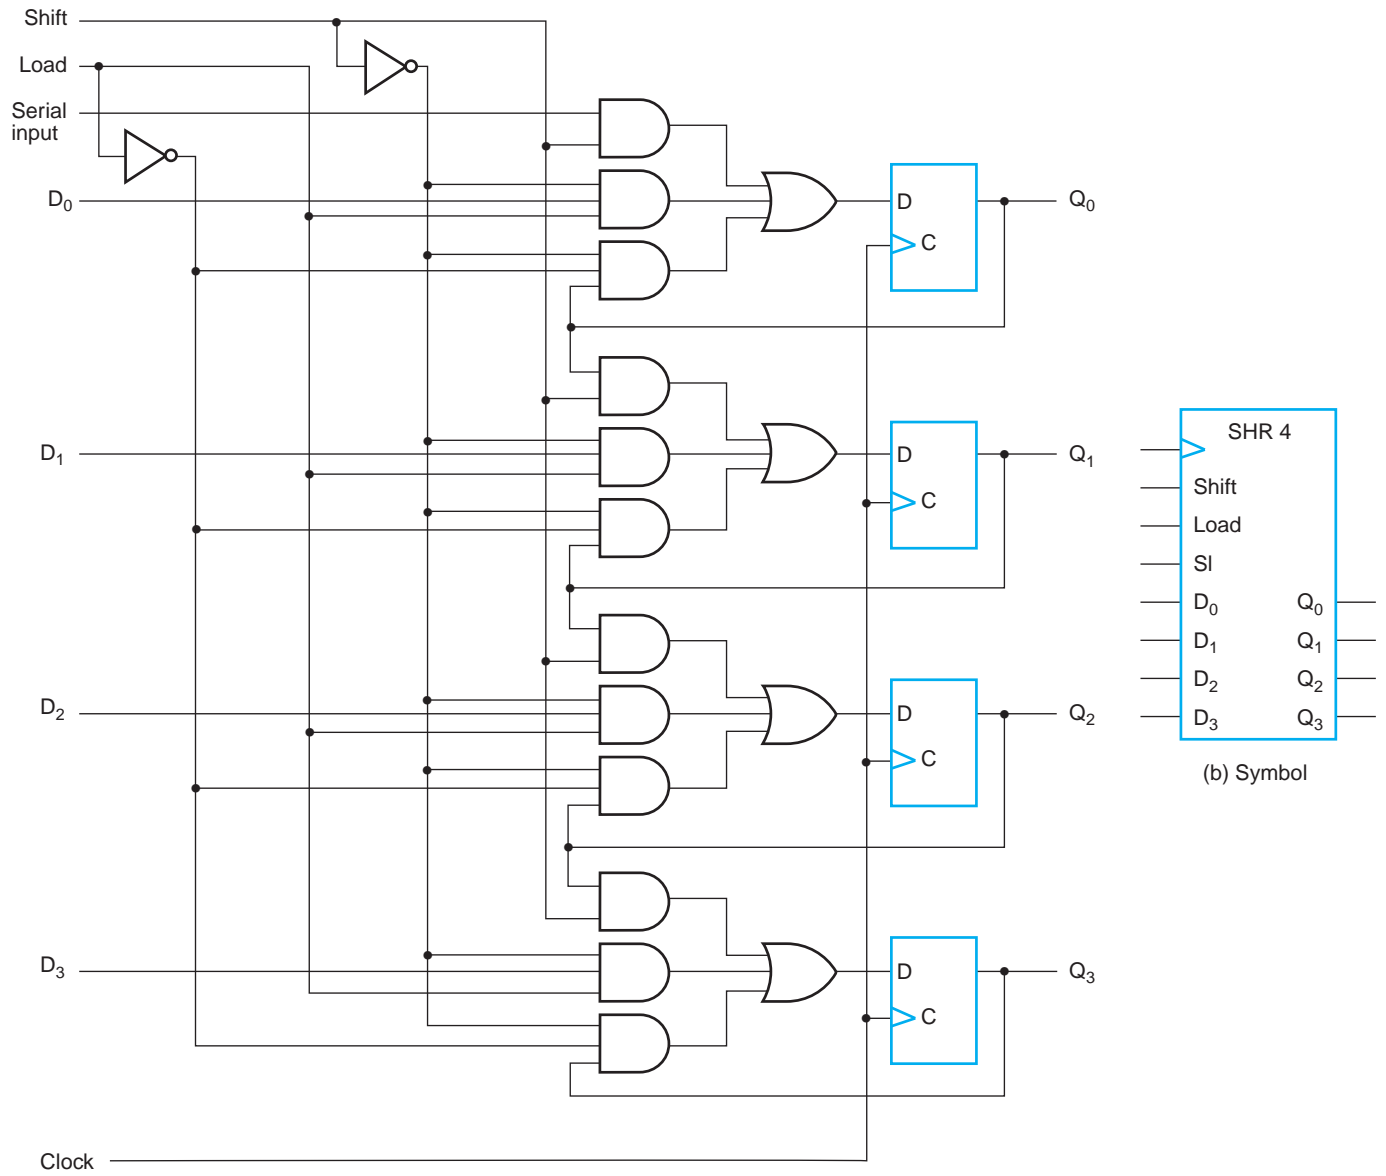 Shift
Load
Serial
input
D0
D
C
Q0
D1
D
C
Q1
D2
D
C
Q2
D3
D
C
Q3
Clock
SHR 4
Shift
Load
SI
D0 Q0
D1 Q1
D2 Q2
D3 Q3
(b) Symbol